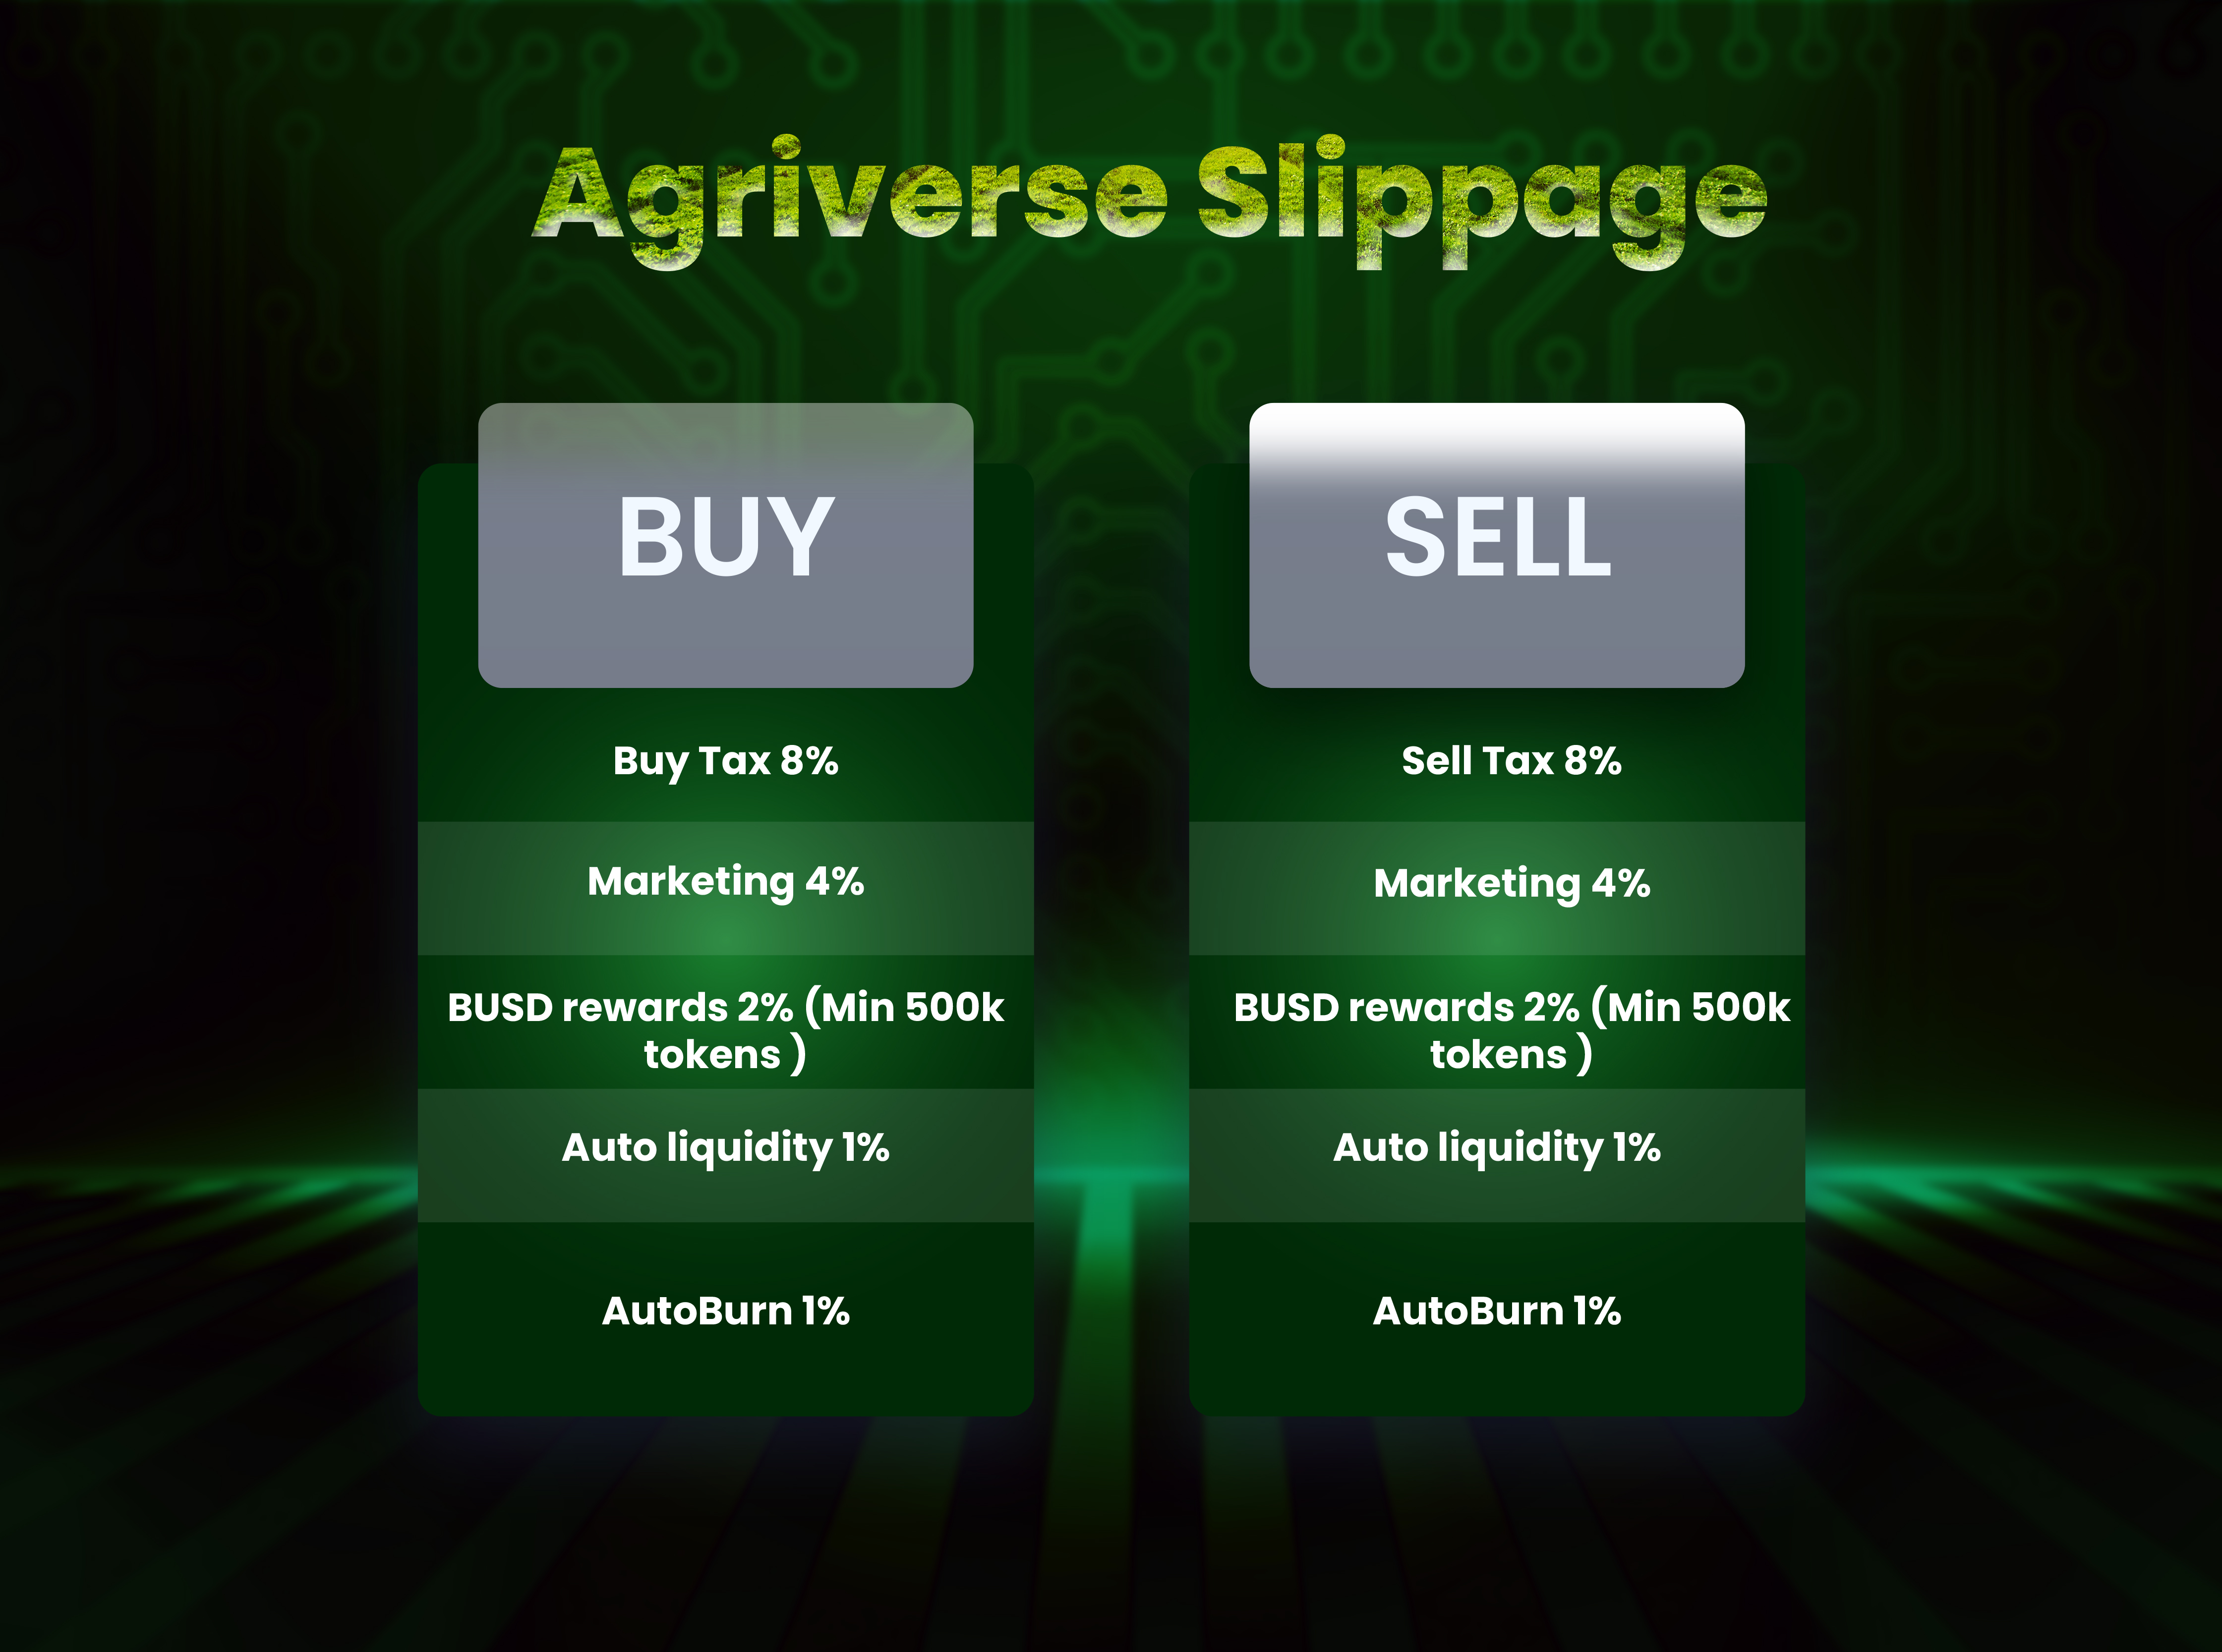 Agriverse Slippage
BUY
Buy Tax 8%
Marketing 4%
BUSD rewards 2% (Min 500k
tokens )
Auto liquidity 1%
AutoBurn 1%
SELL
Sell Tax 8%
Marketing 4%
BUSD rewards 2% (Min 500k
tokens )
Auto liquidity 1%
AutoBurn 1%